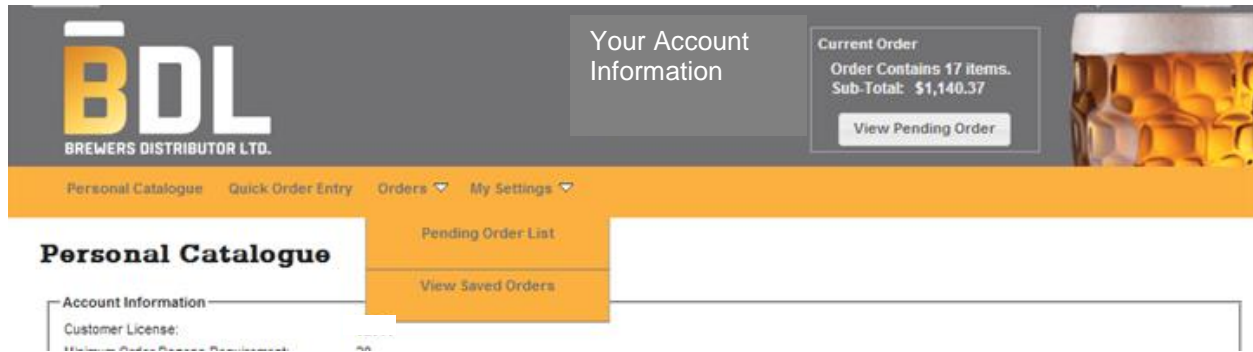 BDL
BREWERS DISTRIBUTOR LTD.
Your Account
Information
Current Order
Order Contains 17 items.
Sub-Total: $1,140.37
View Pending Order
Personal Catalogue Quick Order Entry Orders My Settings
Pending Order List
View Saved Orders
Personal Catalogue
Account Information
Customer License:
Minimum Order